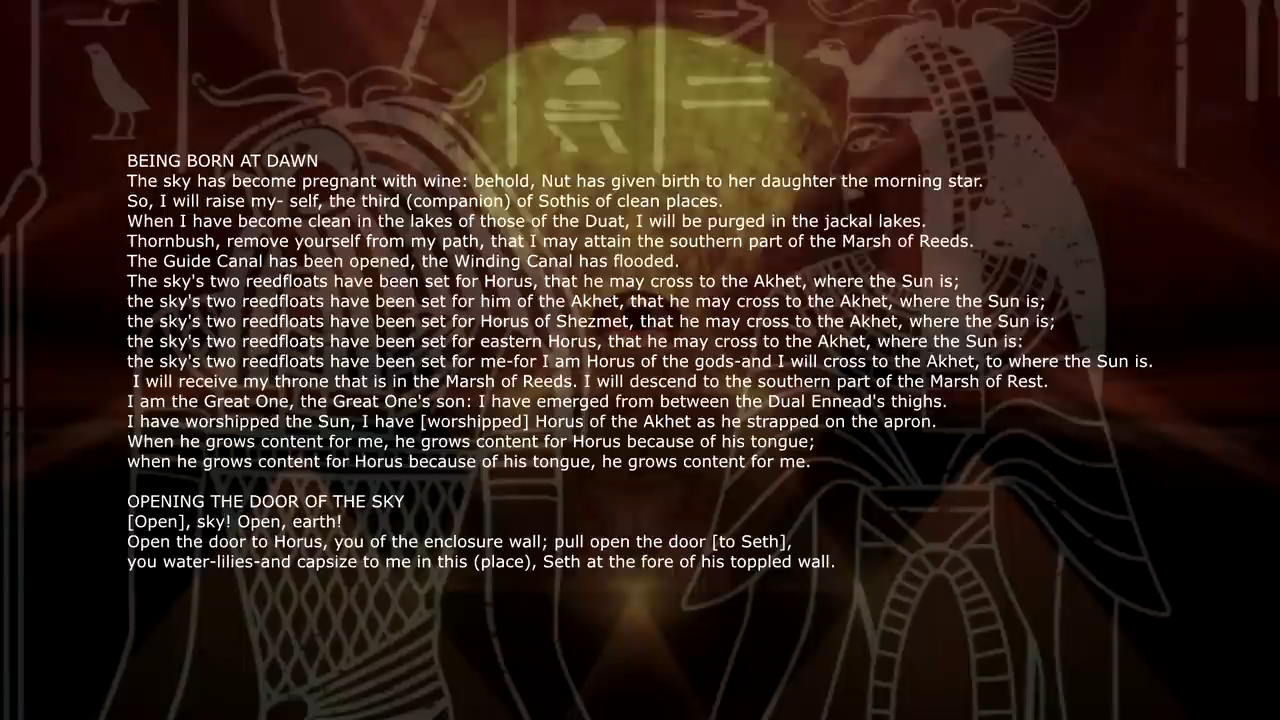 BEING BORN AT DAWN
The sky has become pregnant with wine: behold, Nut has given birth to her daughter the morning star.
So, I will raise my- self, the third (companion) of Sothis of clean places.
When I have become clean in the lakes of those of the Duat, I will be purged in the jackal lakes.
Thornbush, remove yourself from my path, that I may attain the southern part of the Marsh of Reeds.
The Guide Canal has been opened, the Winding Canal has flooded.
The sky's two reedfloats have been set for Horus, that he may cross to the Akhet, where the Sun is;
the sky's two reedfloats have been set for him of the Akhet, that he may cross to the Akhet, where the Sun is;
the sky's two reedfloats have been set for Horus of Shezmet, that he may cross to the Akhet, where the Sun is;
the sky's two reedfloats have been set for eastern Horus, that he may cross to the Akhet, where the Sun is:
the sky's two reedfloats have been set for me-for I am Horus of the gods-and I will cross to the Akhet, to where the Sun is.
I will receive my throne that is in the Marsh of Reeds. I will descend to the southern part of the Marsh of Rest.
I am the Great One, the Great One's son: I have emerged from between the Dual Ennead's thighs.
I have worshipped the Sun, I have [worshipped] Horus of the Akhet as he strapped on the apron.
When he grows content for me, he grows content for Horus because of his tongue;
when he grows content for Horus because of his tongue, he grows content for me.
OPENING THE DOOR OF THE SKY
[Open], sky! Open, earth!
Open the door to Horus, you of the enclosure wall; pull open the door [to Seth],
you water-lilies-and capsize to me in this (place), Seth at the fore of his toppled wall.